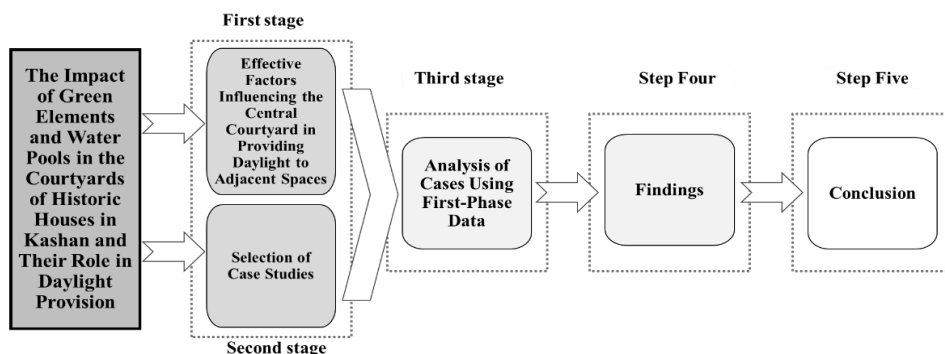 The Impact
of Green
Elements
and Water
Pools in the
Courtyards
of Historic
Houses in
Kashan and
Their Role in
Daylight
Provision
First stage
Effective
Factors
Influencing the
Central
Courtyard in
Providing
Daylight to
Adjacent Spaces
Selection of
Case Studies
Second stage
Third stage
Analysis of
Cases Using
First-Phase
Data
Step Four
Findings
Step Five
Conclusion